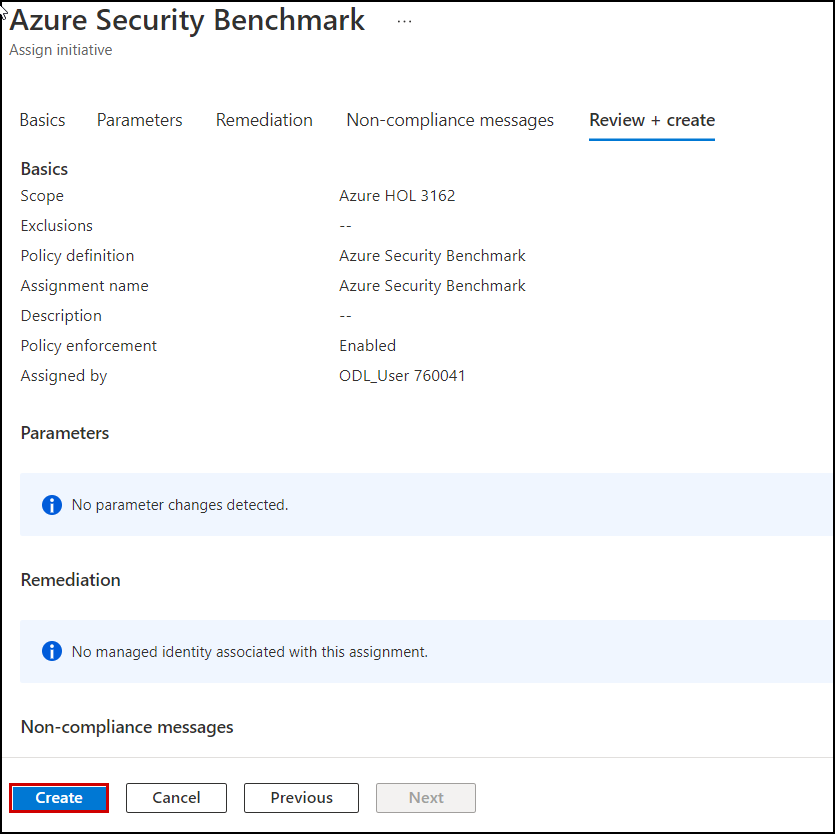 Azure Security Benchmark ...
Assign initiative
Basics Parameters Remediation Non-compliance messages Review + create
Basics
Scope Azure HOL 3162
Exclusions --
Policy definition Azure Security Benchmark
Assignment name Azure Security Benchmark
Description --
Policy enforcement Enabled
Assigned by ODL_User 760041
Parameters
No parameter changes detected.
Remediation
No managed identity associated with this assignment.
Non-compliance messages
Create Cancel Previous Next